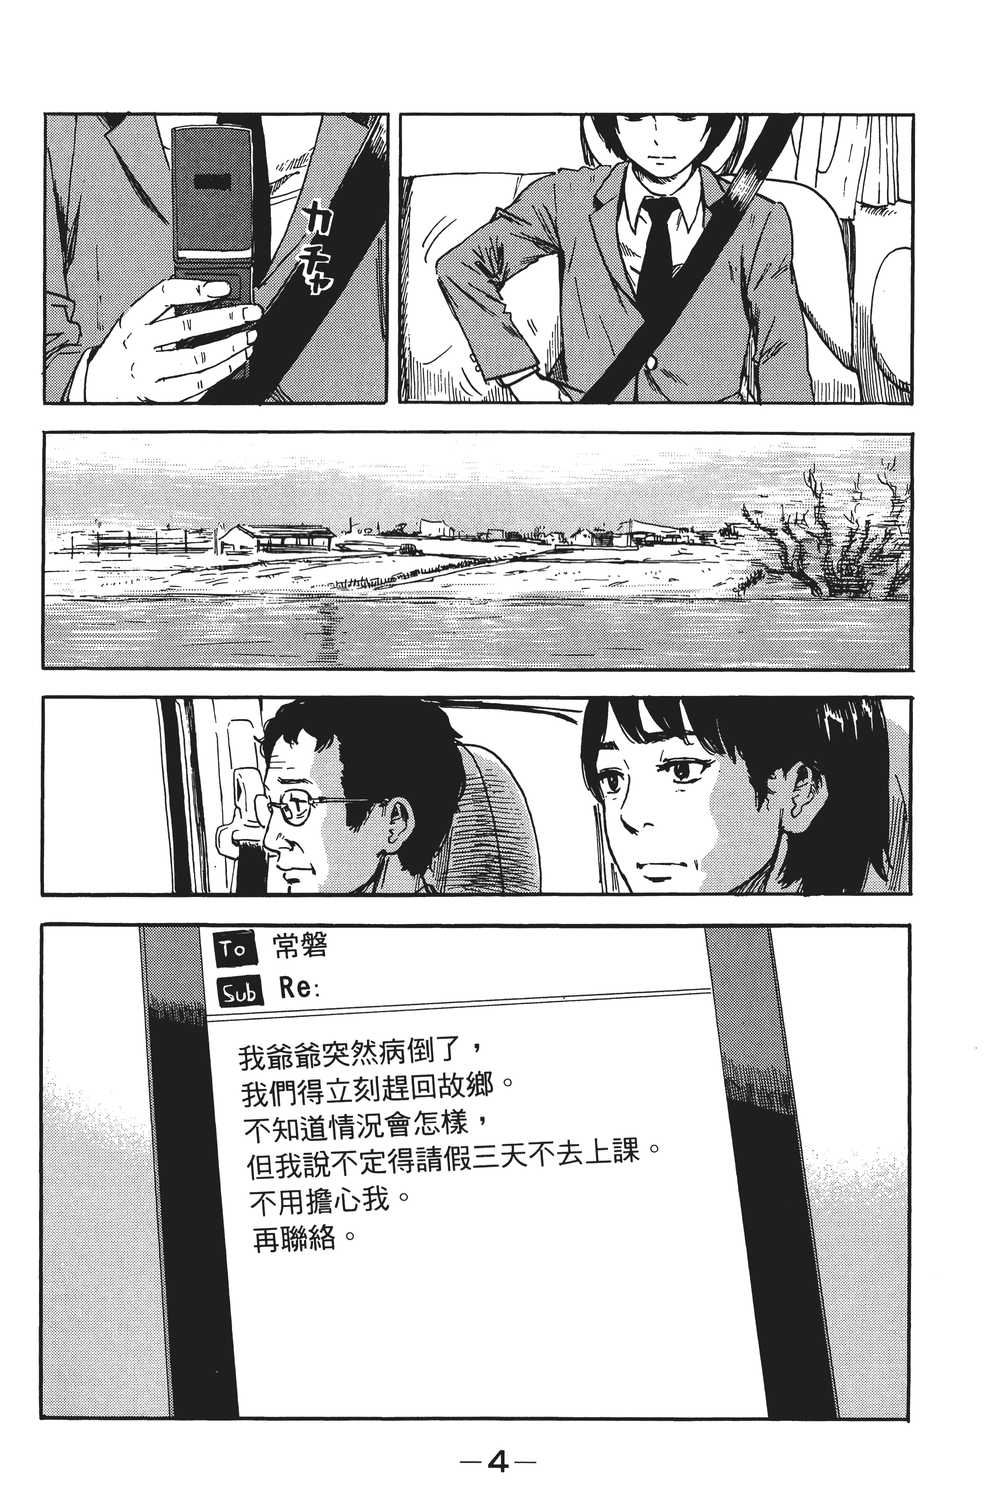 カチャ
To 常磐
Sub Re:
我爺爺突然病倒了，
我們得立刻趕回故鄉。
不知道情況會怎樣，
但我說不定得請假三天不去上課。
不用擔心我。
再聯絡。
—4—